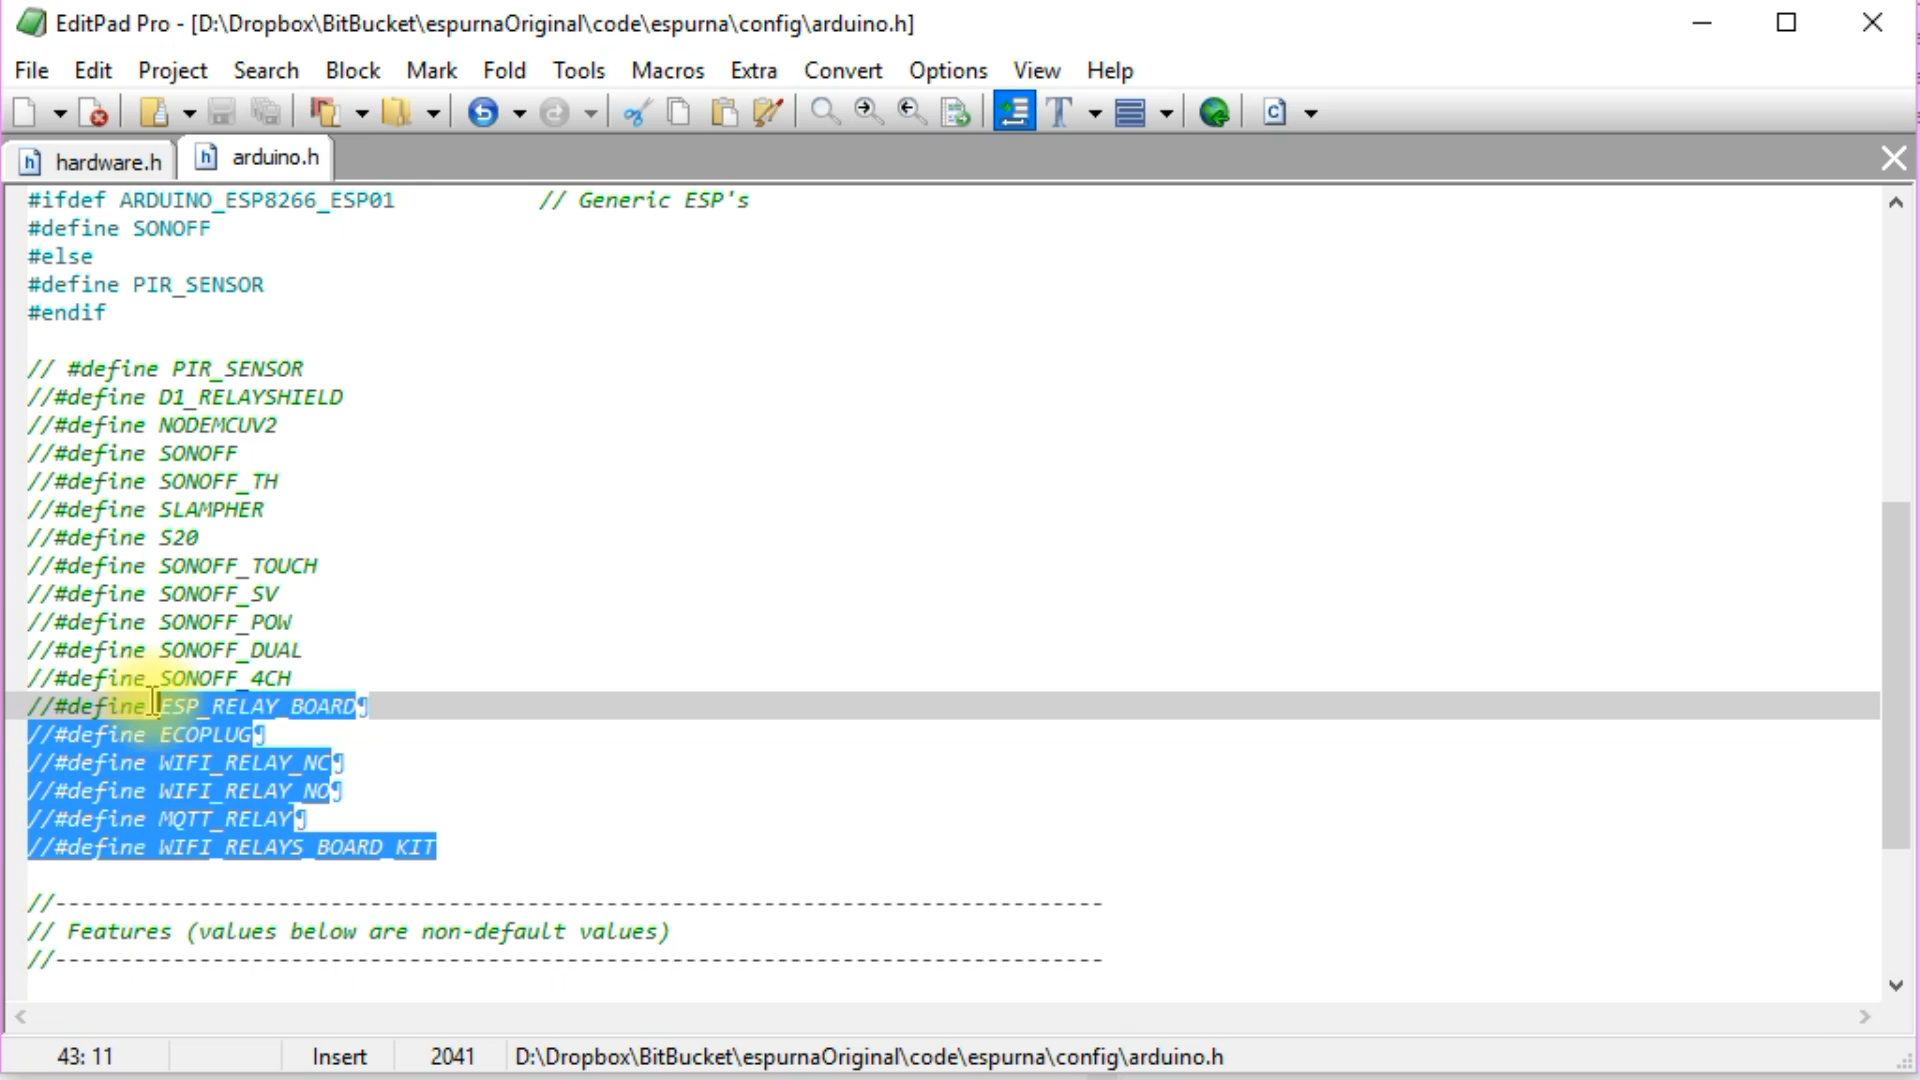 EditPad Pro - [D:\Dropbox\BitBucket\espurnaOriginal\code\espurna\config\arduino.h]
File Edit Project Search Block Mark Fold Tools Macros Extra Convert Options View Help
hardware.h arduino.h
#ifdef ARDUINO_ESP8266_ESP01 // Generic ESP's
#define SONOFF
#else
#define PIR_SENSOR
#endif
// #define PIR_SENSOR
//#define D1_RELAYSHIELD
//#define NODEMCUV2
//#define SONOFF
//#define SONOFF_TH
//#define SLAMPHER
//#define S20
//#define SONOFF_TOUCH
//#define SONOFF_SV
//#define SONOFF_POW
//#define SONOFF_DUAL
//#define SONOFF_4CH
//#define ESP_RELAY_BOARD¶
//#define ECOPLUG¶
//#define WIFI_RELAY_NC¶
//#define WIFI_RELAY_NO¶
//#define MQTT_RELAY¶
//#define WIFI_RELAYS_BOARD_KIT
//--------------------------------------------------------------------------------
// Features (values below are non-default values)
//--------------------------------------------------------------------------------
43: 11 Insert 2041 D:\Dropbox\BitBucket\espurnaOriginal\code\espurna\config\arduino.h